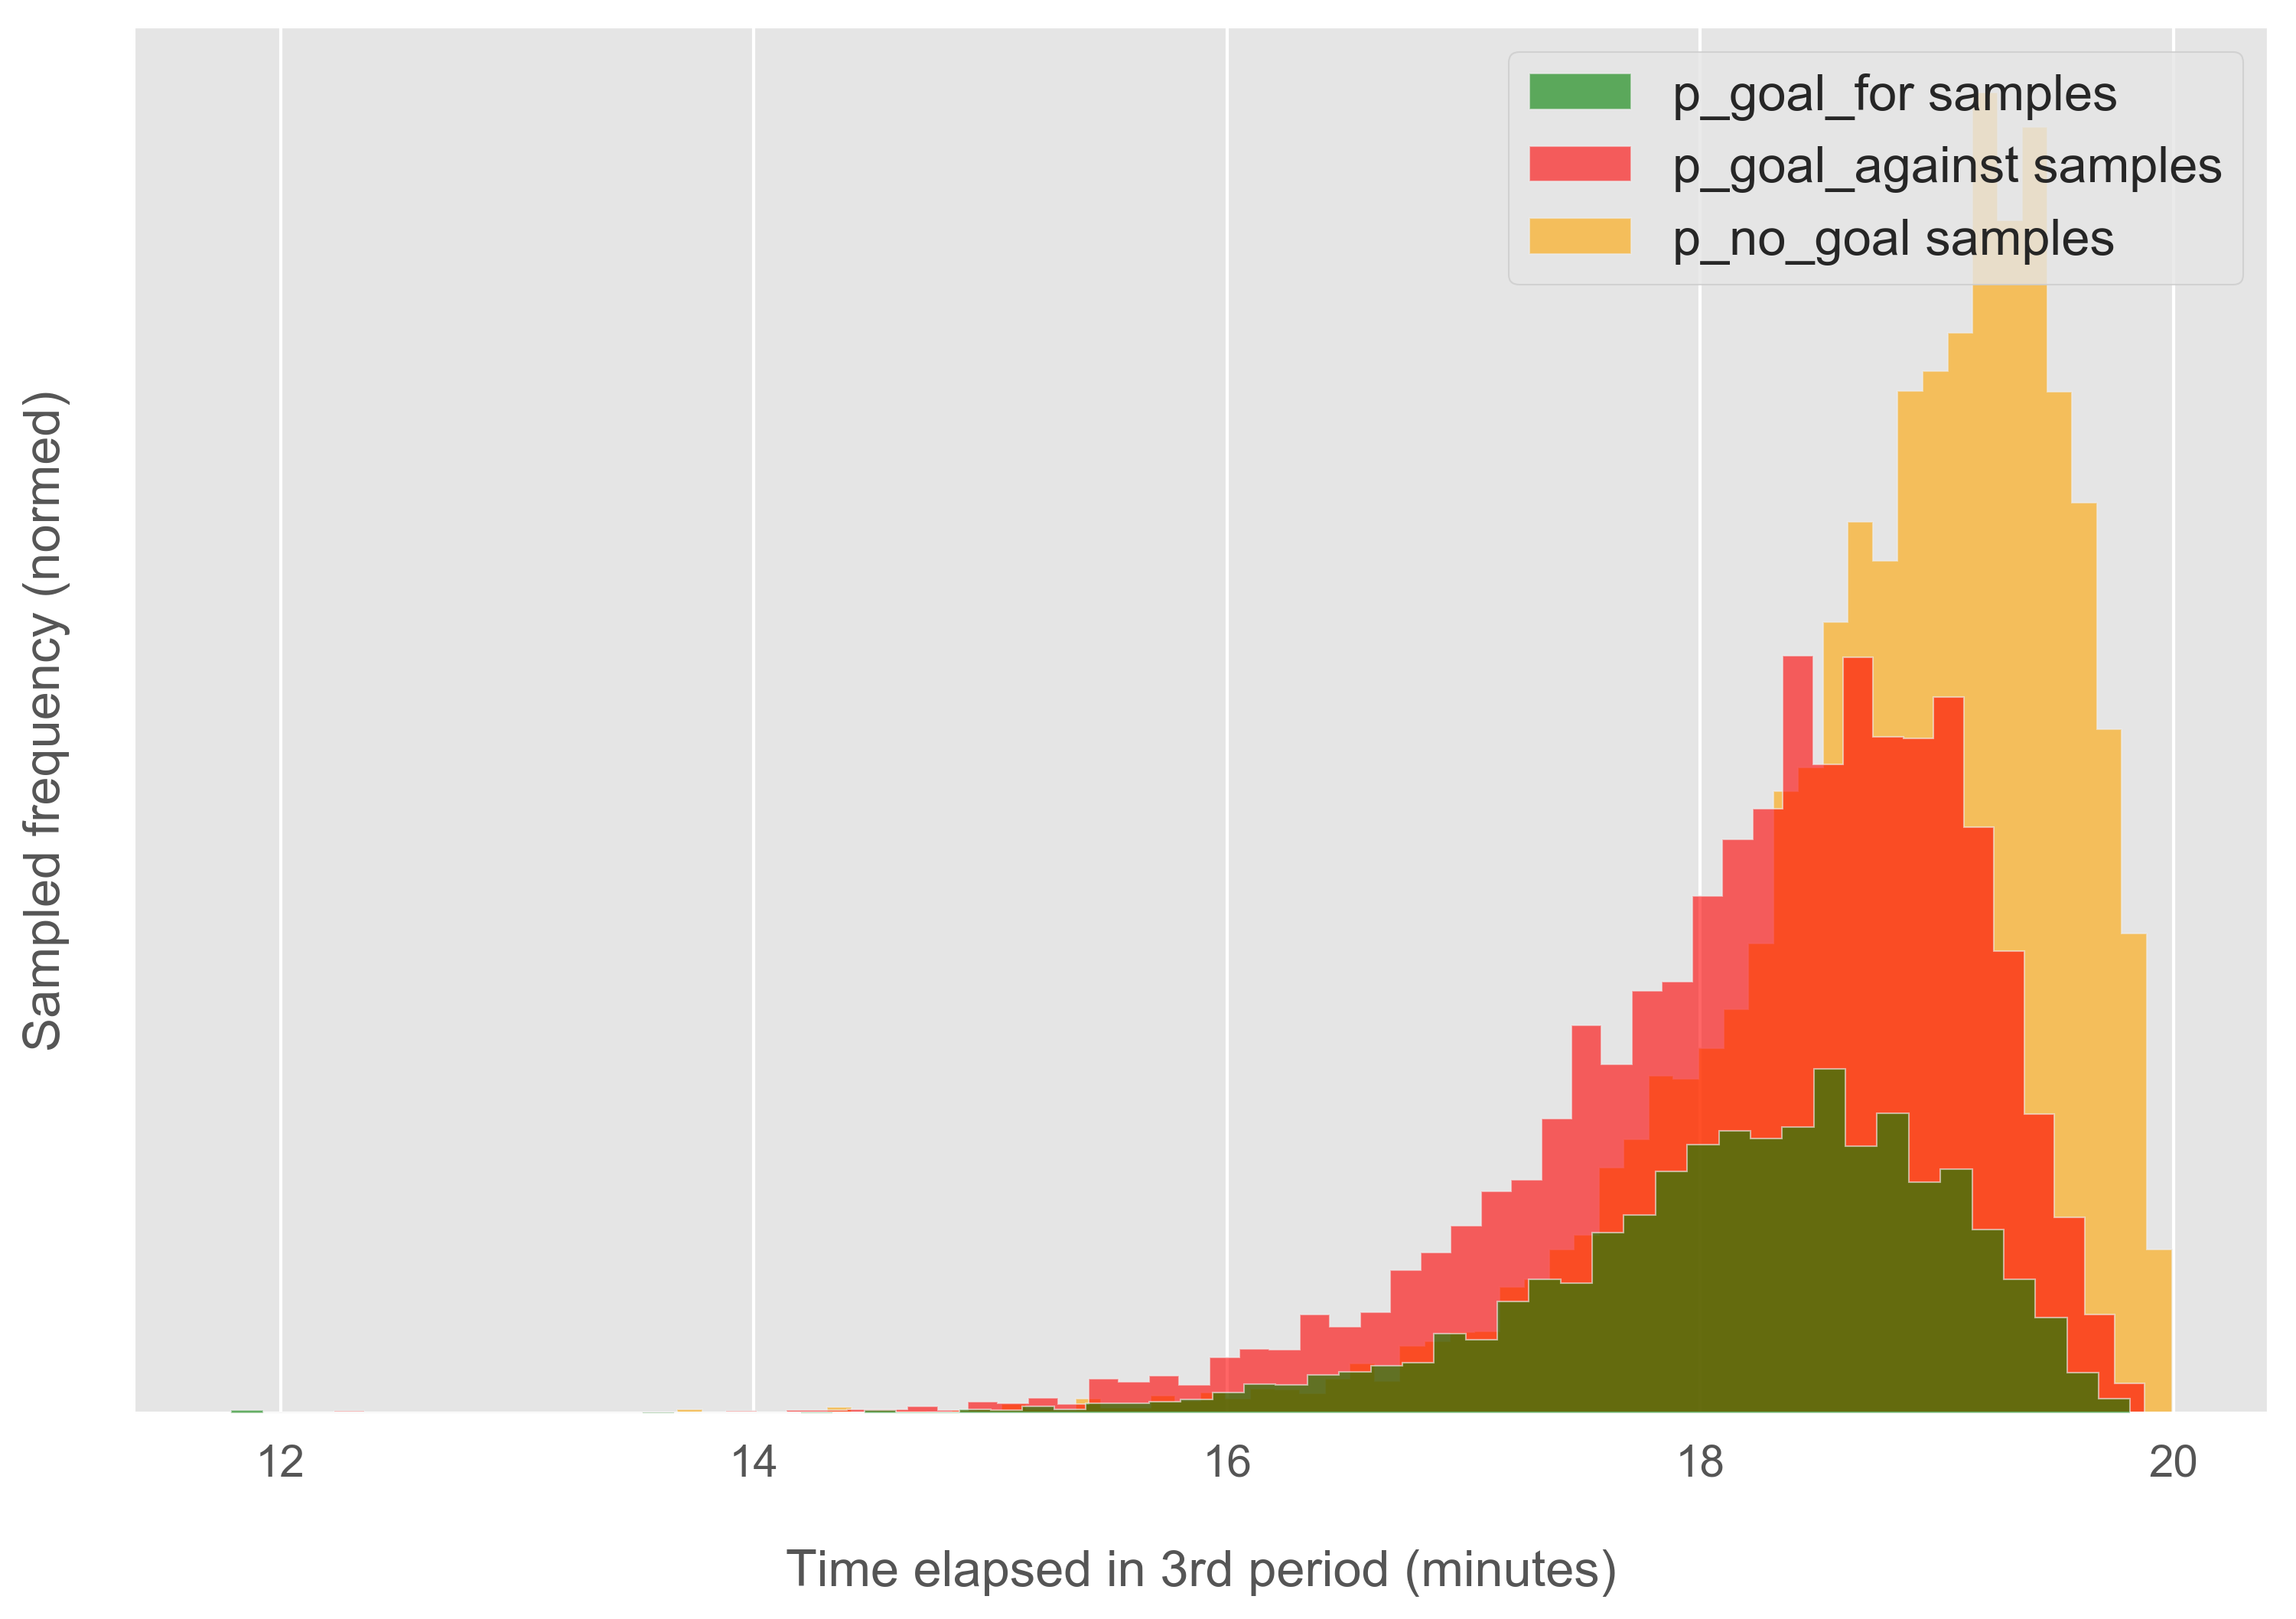 p_goal_for samples
p_goal_against samples
p_no_goal samples
Sampled frequency (normed)
12 14 16 18 20
Time elapsed in 3rd period (minutes)